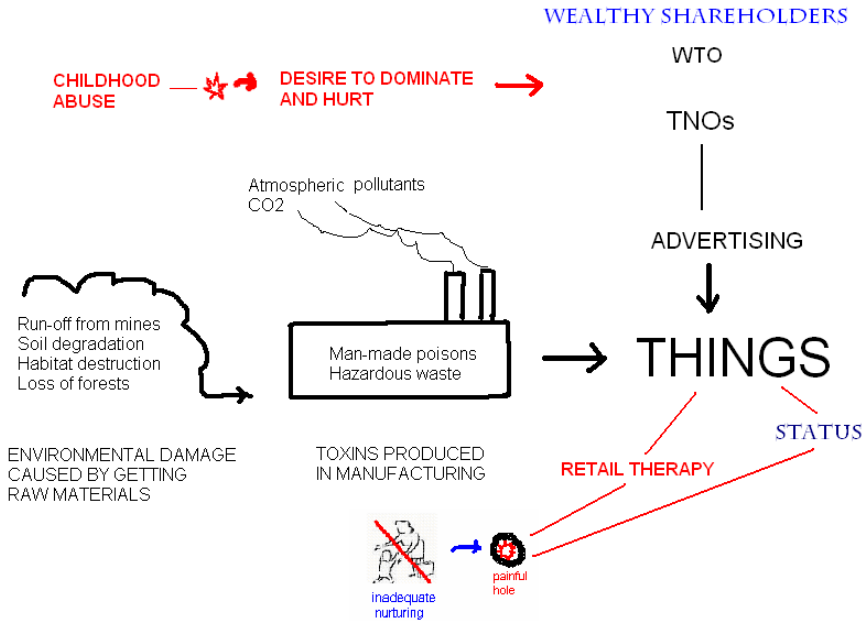 WEALTHY SHAREHOLDERS
WTO
CHILDHOOD
ABUSE
DESIRE TO DOMINATE
AND HURT
TNOs
Atmospheric pollutants
CO2
ADVERTISING
Run-off from mines
Soil degradation
Habitat destruction
Loss of forests
Man-made poisons
Hazardous waste
THINGS
STATUS
ENVIRONMENTAL DAMAGE
CAUSED BY GETTING
RAW MATERIALS
TOXINS PRODUCED
IN MANUFACTURING
RETAIL THERAPY
inadequate
nurturing
painful
hole